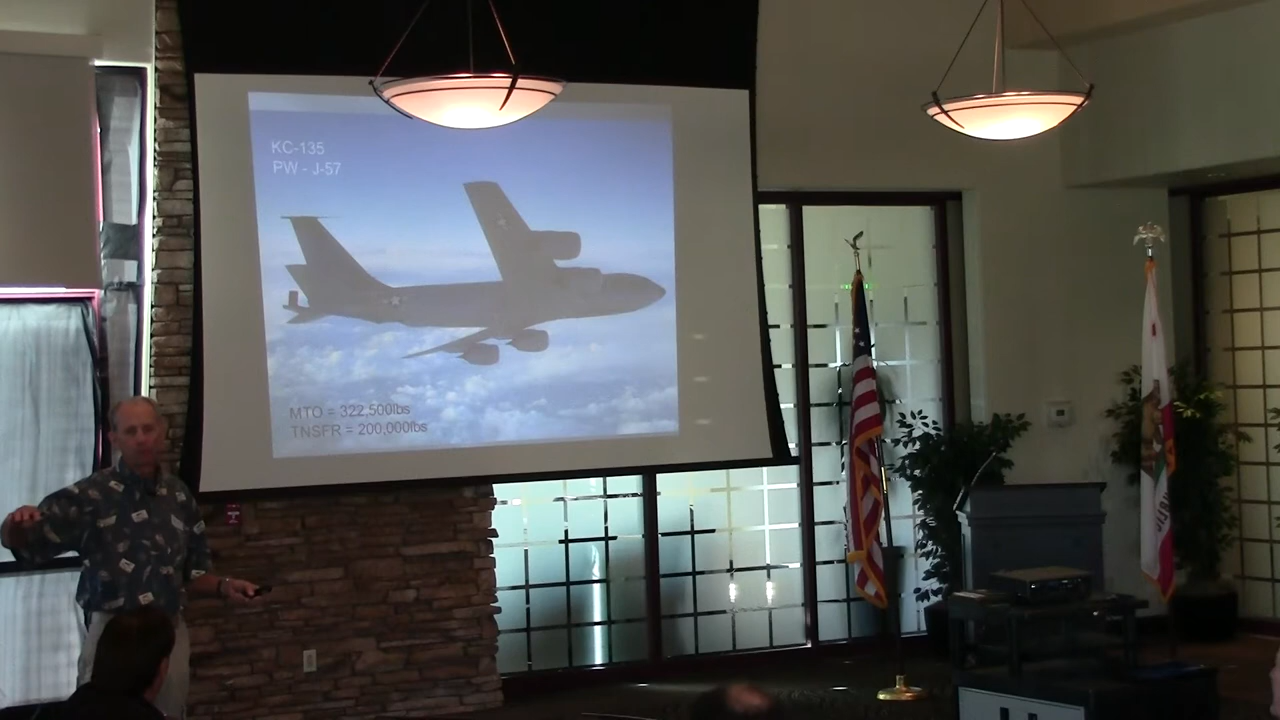 KC-135
PW - J-57
MTO = 322,500lbs
TNSFR = 200,000lbs